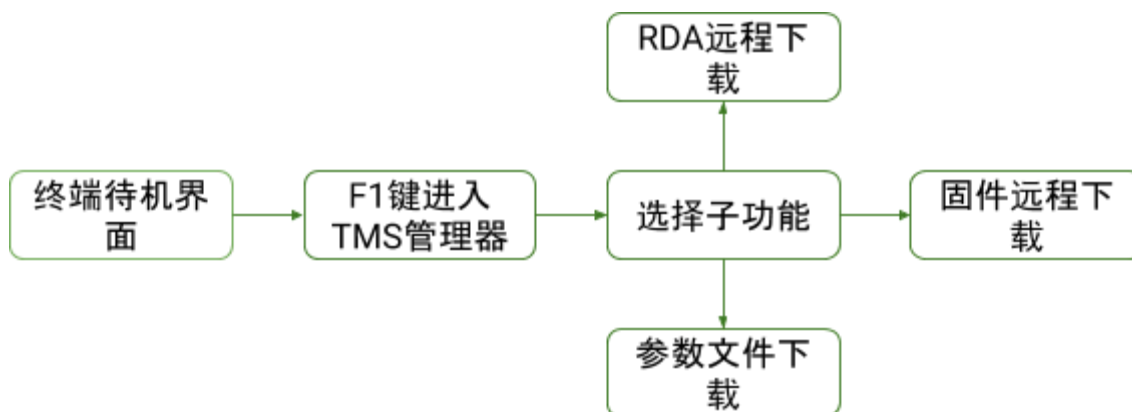 RDA远程下
载
终端待机界
面
F1键进入
TMS管理器
选择子功能
固件远程下
载
参数文件下
载